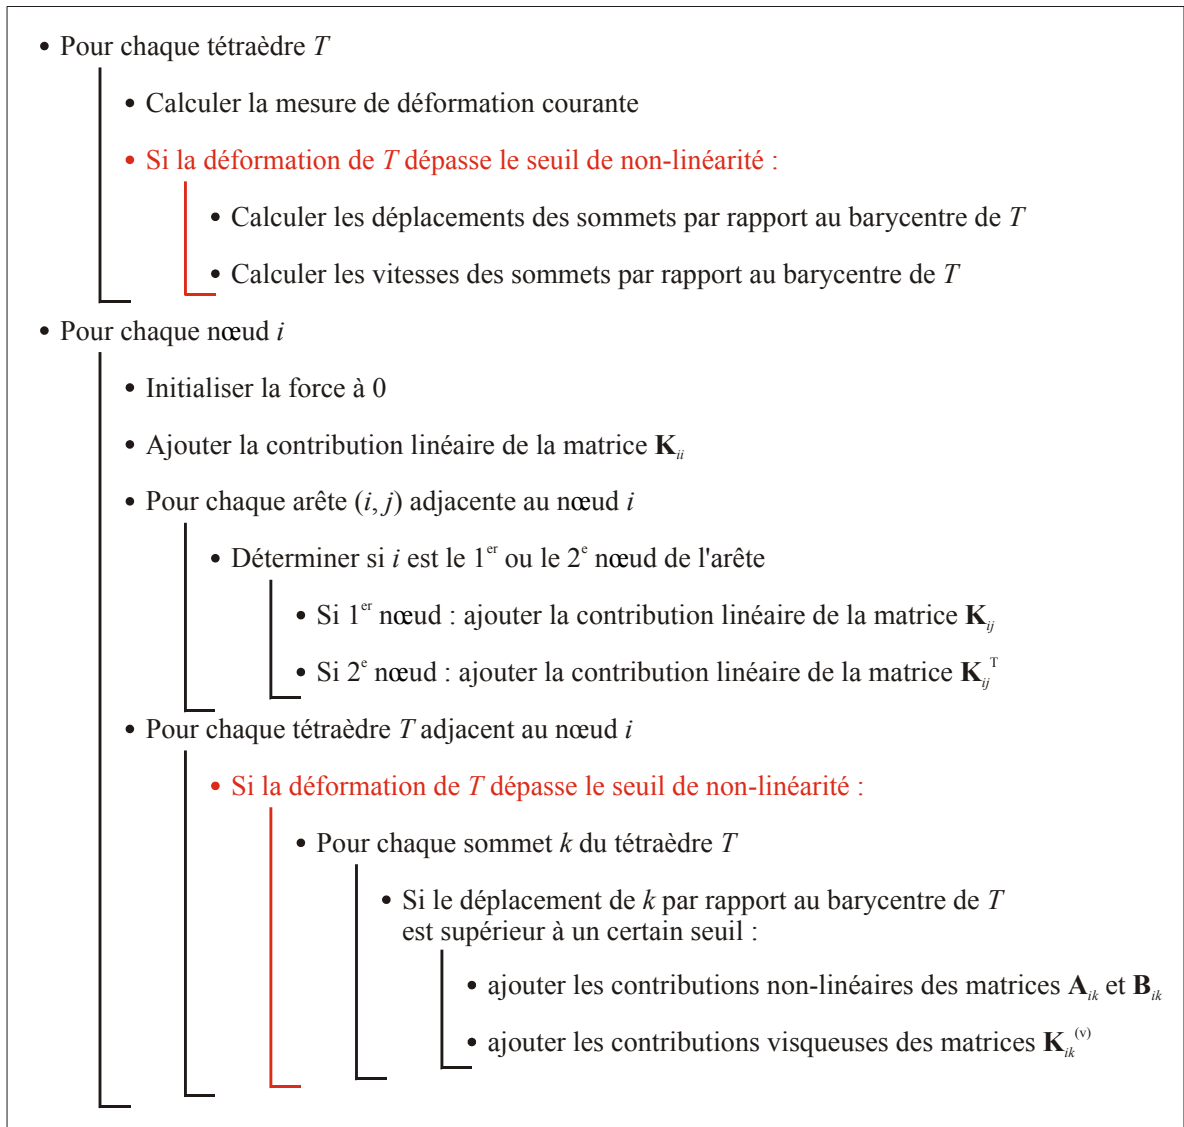 • Pour chaque tétraèdre T
• Calculer la mesure de déformation courante
• Si la déformation de T dépasse le seuil de non-linéarité :
• Calculer les déplacements des sommets par rapport au barycentre de T
• Calculer les vitesses des sommets par rapport au barycentre de T
• Pour chaque nœud i
• Initialiser la force à 0
• Ajouter la contribution linéaire de la matrice K_ii
• Pour chaque arête (i, j) adjacente au nœud i
• Déterminer si i est le 1er ou le 2e nœud de l'arête
• Si 1er nœud : ajouter la contribution linéaire de la matrice K_ij
• Si 2e nœud : ajouter la contribution linéaire de la matrice K_ij^T
• Pour chaque tétraèdre T adjacent au nœud i
• Si la déformation de T dépasse le seuil de non-linéarité :
• Pour chaque sommet k du tétraèdre T
• Si le déplacement de k par rapport au barycentre de T
est supérieur à un certain seuil :
• ajouter les contributions non-linéaires des matrices A_ik et B_ik
• ajouter les contributions visqueuses des matrices K_ik^(v)